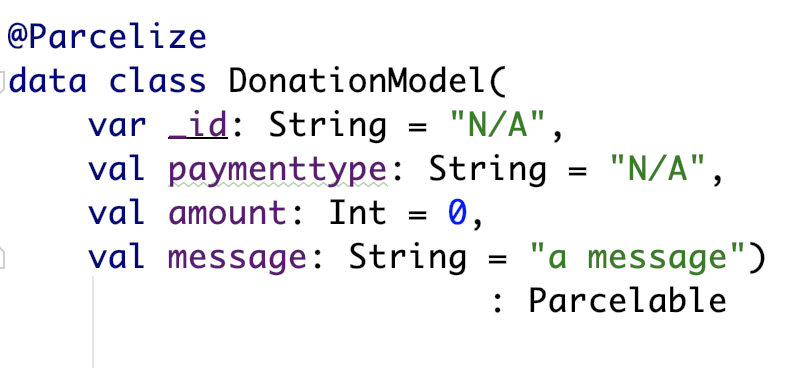 @Parcelize
data class DonationModel(
    var _id: String = "N/A",
    val paymenttype: String = "N/A",
    val amount: Int = 0,
    val message: String = "a message")
                        : Parcelable